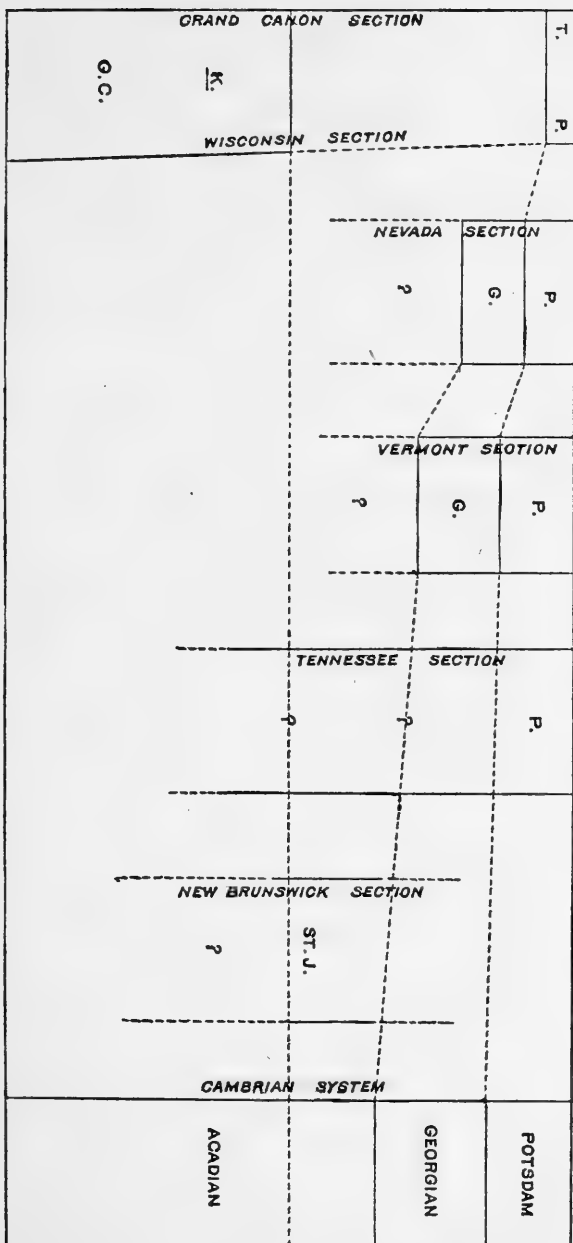 GRAND CANON SECTION
T.
P.
K.
G.C.
WISCONSIN SECTION
NEVADA SECTION
P.
G.
?
VERMONT SECTION
P.
G.
?
TENNESSEE SECTION
P.
?
?
NEW BRUNSWICK SECTION
ST. J.
?
CAMBRIAN SYSTEM
POTSDAM
GEORGIAN
ACADIAN